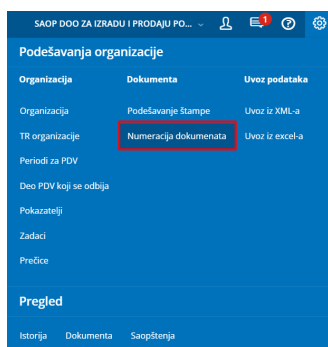 SAOP DOO ZA IZRADU I PRODAJU PO...
1
Podešavanja organizacije
Organizacija Dokumenta Uvoz podataka
Organizacija Podešavanje štampe Uvoz iz XML-a
TR organizacije Numeracija dokumenata Uvoz iz excel-a
Periodi za PDV
Deo PDV koji se odbija
Pokazatelji
Zadaci
Prečice
Pregled
Istorija Dokumenta Saopštenja